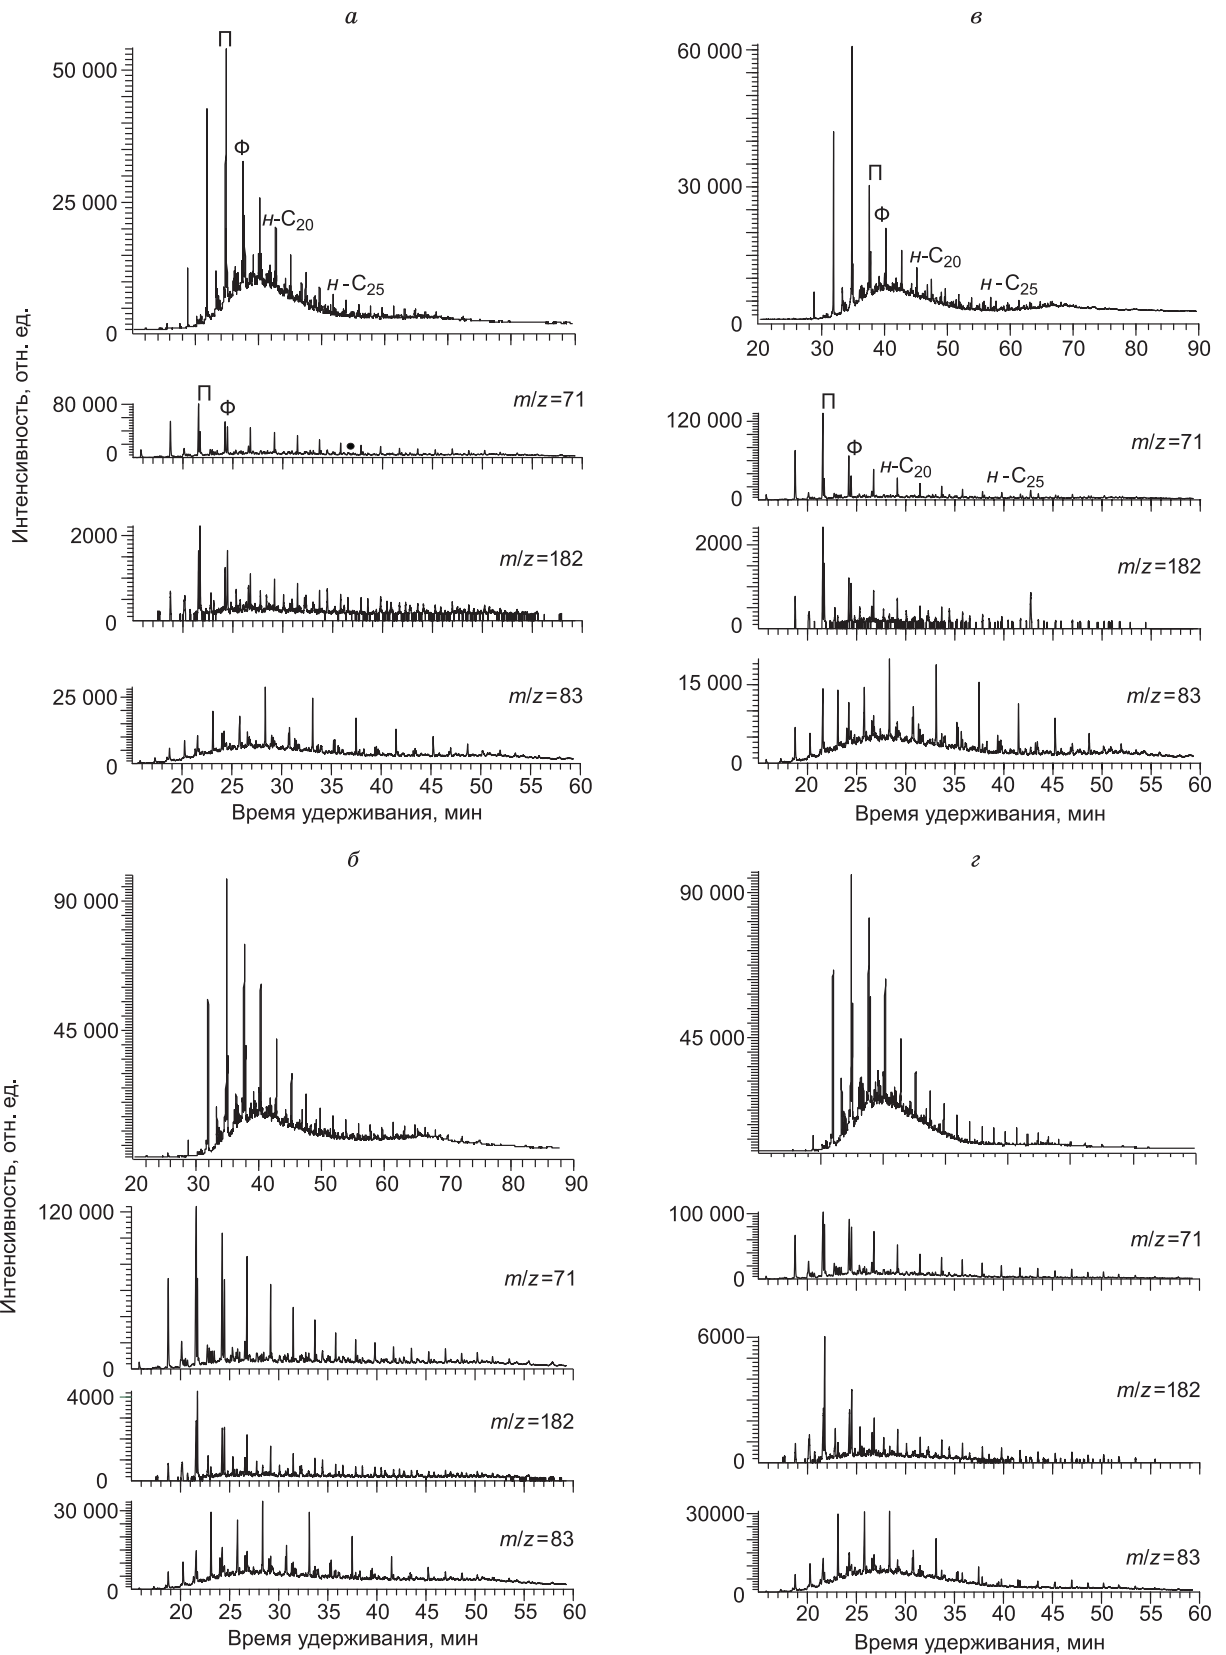 а
Интенсивность, отн. ед.
50 000
25 000
0
П
Ф
н-C20
н-C25
80 000
0
П
Ф
m/z=71
2000
0
m/z=182
25 000
0
m/z=83
20 25 30 35 40 45 50 55 60
Время удерживания, мин
в
60 000
30 000
0
П
Ф
н-C20
н-C25
20 30 40 50 60 70 80 90
120 000
0
П
Ф
н-C20
н-C25
m/z=71
2000
0
m/z=182
15 000
0
m/z=83
20 25 30 35 40 45 50 55 60
Время удерживания, мин
б
Интенсивность, отн. ед.
90 000
45 000
20 30 40 50 60 70 80 90
120 000
0
m/z=71
4000
0
m/z=182
30 000
0
m/z=83
20 25 30 35 40 45 50 55 60
Время удерживания, мин
г
90 000
45 000
100 000
0
m/z=71
6000
0
m/z=182
30000
0
m/z=83
20 25 30 35 40 45 50 55 60
Время удерживания, мин